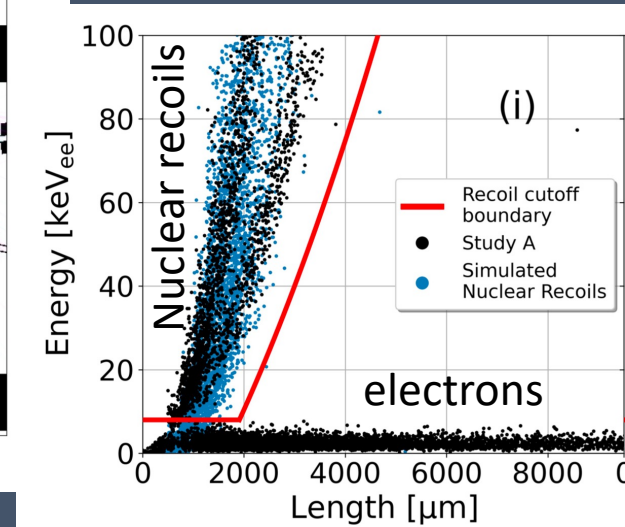 100
80
60
40
20
0
Energy [keVee]
Nuclear recoils
(i)
Recoil cutoff
boundary
Study A
Simulated
Nuclear Recoils
electrons
0 2000 4000 6000 8000
Length [μm]